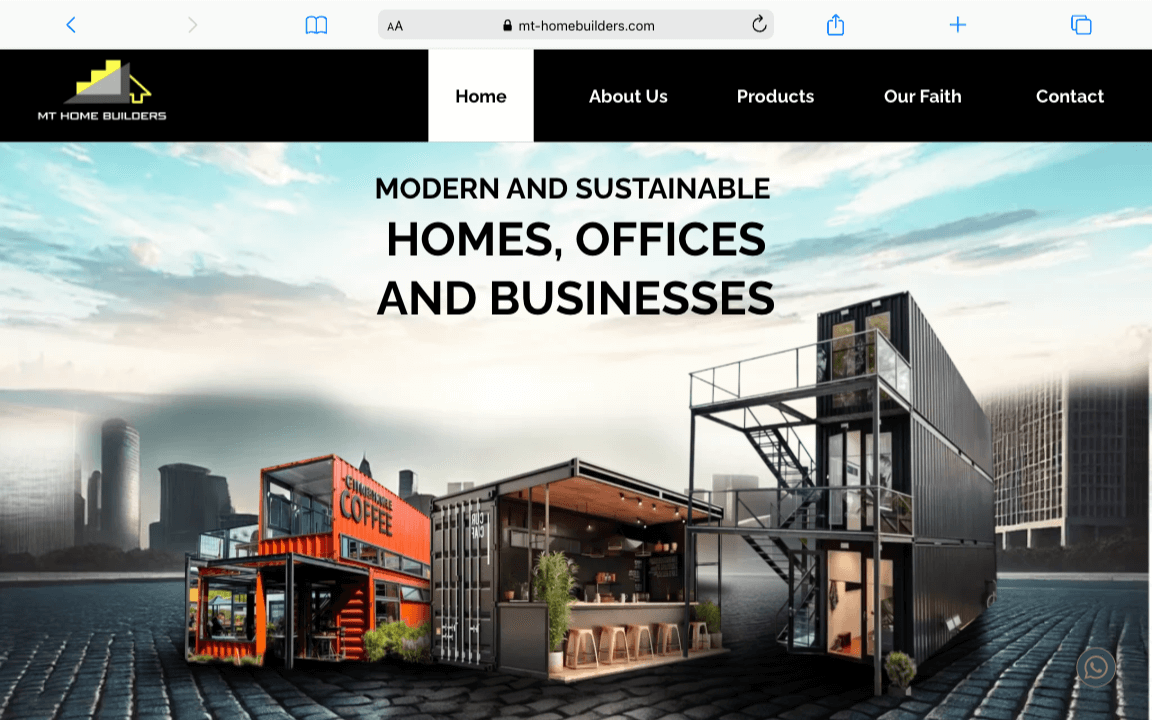 AA
mt-homebuilders.com
MT HOME BUILDERS
Home
About Us
Products
Our Faith
Contact
MODERN AND SUSTAINABLE
HOMES, OFFICES
AND BUSINESSES
COFFEE